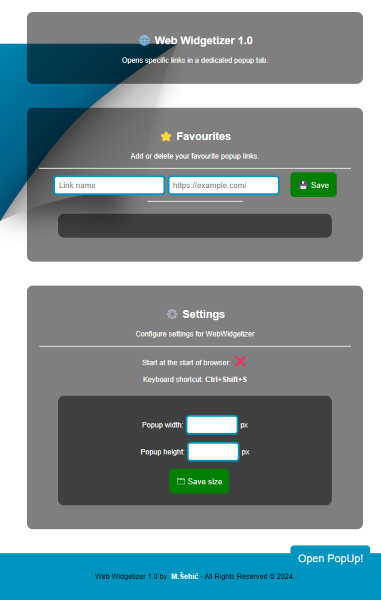 Web Widgetizer 1.0
Opens specific links in a dedicated popup tab.
Favourites
Add or delete your favourite popup links.
Link name https://example.com/ Save
Settings
Configure settings for WebWidgetizer
Start at the start of browser:
Keyboard shortcut: Ctrl+Shift+S
Popup width: px
Popup height: px
Save size
Open PopUp!
Web Widgetizer 1.0 by M.Šehić - All Rights Reserved © 2024.